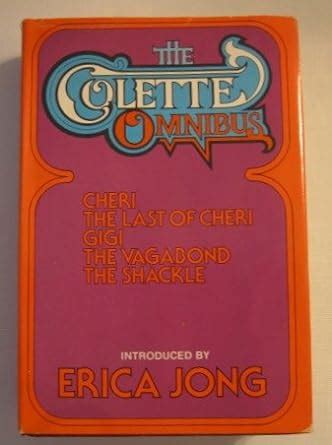 THE
COLETTE
OMNIBUS
CHERI
THE LAST OF CHERI
GIGI
THE VAGABOND
THE SHACKLE
INTRODUCED BY
ERICA JONG